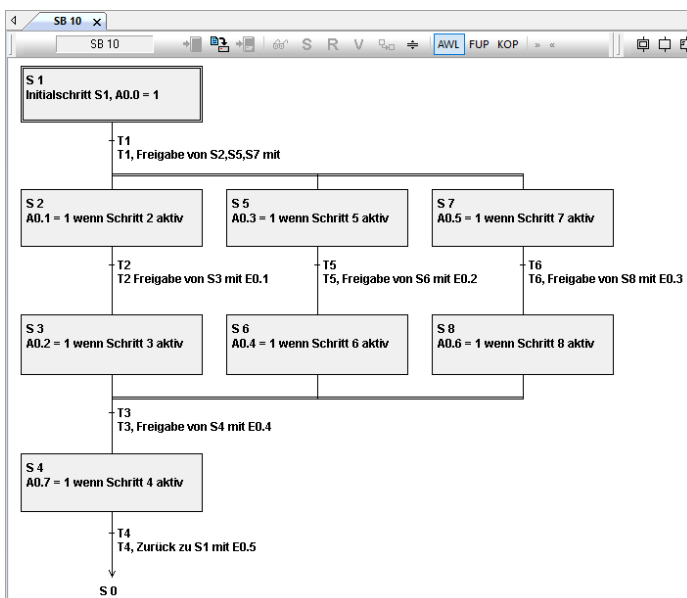 SB 10
SB 10
S R V AWL FUP KOP » «
S 1
Initialschritt S1, A0.0 = 1
T1
T1, Freigabe von S2,S5,S7 mit
S 2
A0.1 = 1 wenn Schritt 2 aktiv
S 5
A0.3 = 1 wenn Schritt 5 aktiv
S 7
A0.5 = 1 wenn Schritt 7 aktiv
T2
T2 Freigabe von S3 mit E0.1
T5
T5, Freigabe von S6 mit E0.2
T6
T6, Freigabe von S8 mit E0.3
S 3
A0.2 = 1 wenn Schritt 3 aktiv
S 6
A0.4 = 1 wenn Schritt 6 aktiv
S 8
A0.6 = 1 wenn Schritt 8 aktiv
T3
T3, Freigabe von S4 mit E0.4
S 4
A0.7 = 1 wenn Schritt 4 aktiv
T4
T4, Zurück zu S1 mit E0.5
S 0